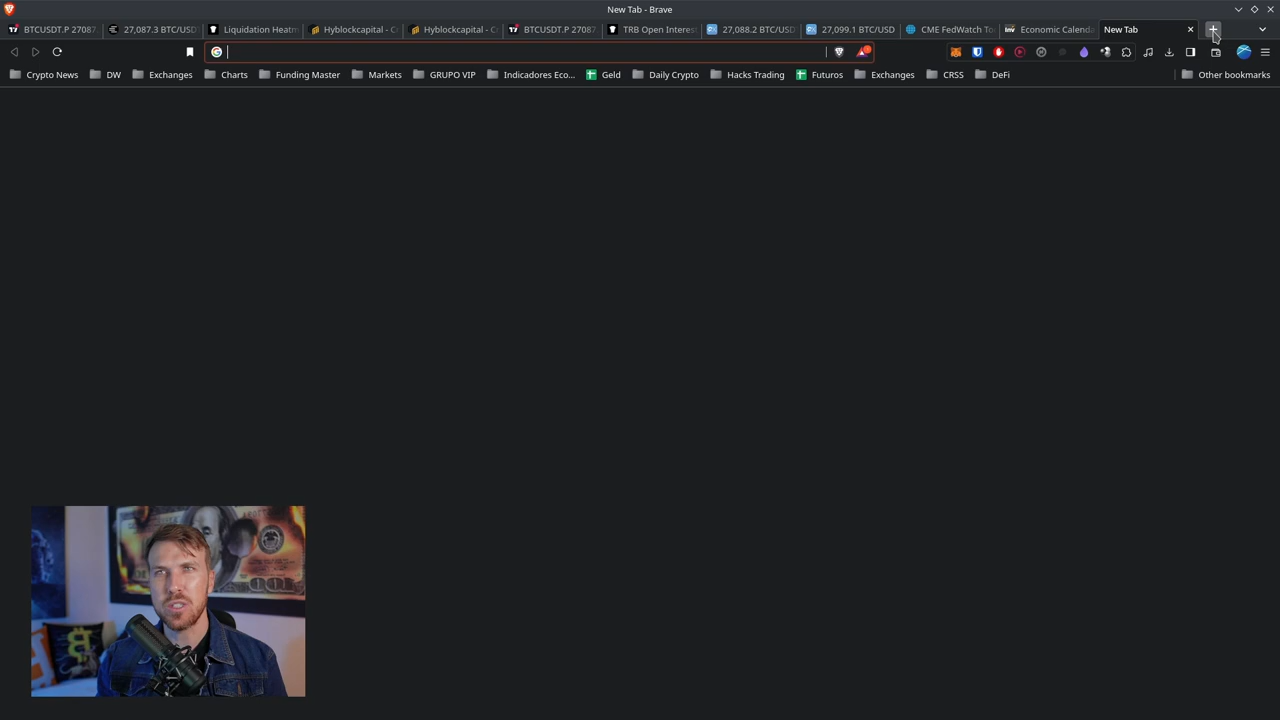 New Tab - Brave
BTCUSDT.P 27087
27,087.3 BTC/USD
Liquidation Heatm
Hyblockcapital - C
Hyblockcapital - C
BTCUSDT.P 27087
TRB Open Interest
27,088.2 BTC/USD
27,099.1 BTC/USD
CME FedWatch To
Economic Calenda
New Tab
Crypto News
DW
Exchanges
Charts
Funding Master
Markets
GRUPO VIP
Indicadores Eco...
Geld
Daily Crypto
Hacks Trading
Futuros
Exchanges
CRSS
DeFi
Other bookmarks